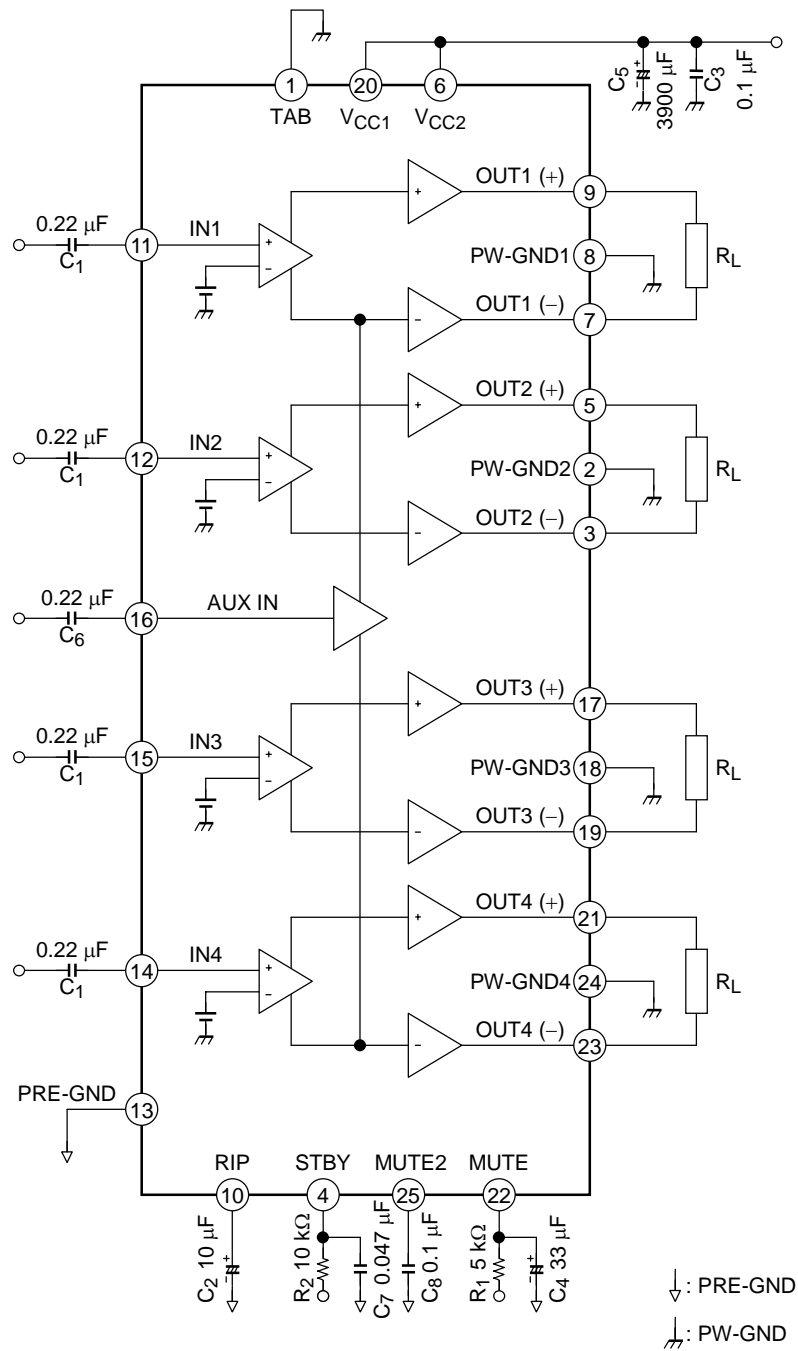 C5
3900 µF
C3
0.1 µF
1
20
6
TAB
VCC1
VCC2
OUT1 (+)
9
0.22 µF
C1
11
IN1
+
−
+
PW-GND1
8
RL
OUT1 (−)
−
7
OUT2 (+)
+
5
0.22 µF
C1
12
IN2
+
−
PW-GND2
2
RL
OUT2 (−)
−
3
0.22 µF
C6
16
AUX IN
OUT3 (+)
+
17
0.22 µF
C1
15
IN3
+
−
PW-GND3
18
RL
OUT3 (−)
−
19
OUT4 (+)
+
21
0.22 µF
C1
14
IN4
+
−
PW-GND4
24
RL
OUT4 (−)
−
23
PRE-GND
13
RIP
STBY
MUTE2
MUTE
10
4
25
22
C2 10 µF
R2 10 kΩ
C7 0.047 µF
C8 0.1 µF
R1 5 kΩ
C4 33 µF
: PRE-GND
: PW-GND